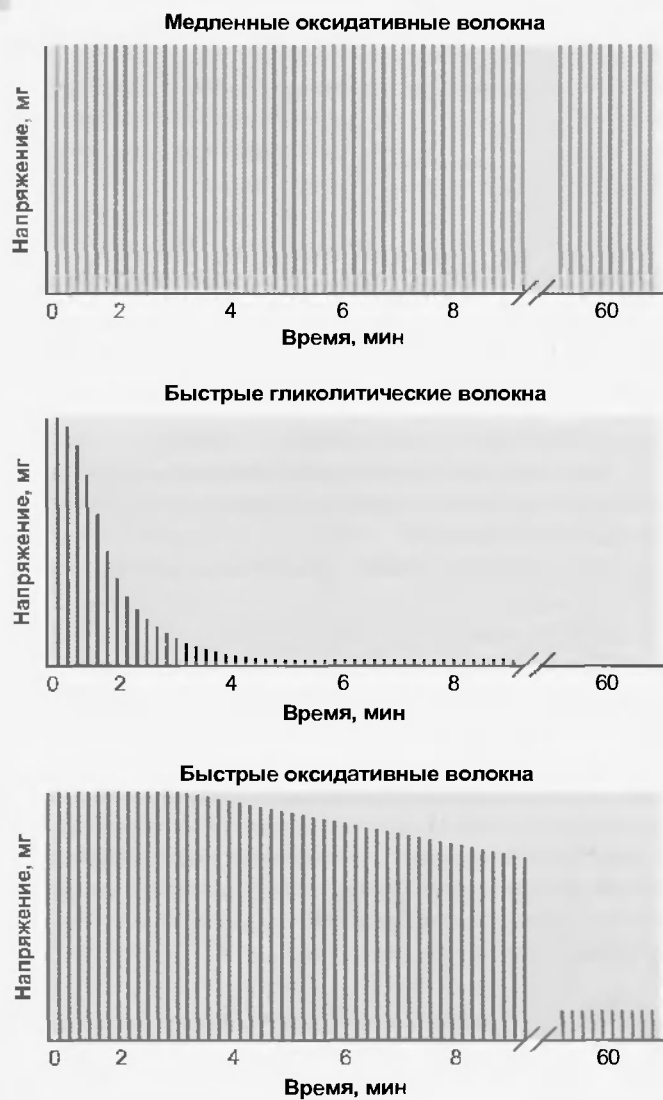 Медленные оксидативные волокна
Напряжение, мг
0 2 4 6 8 60
Время, мин
Быстрые гликолитические волокна
Напряжение, мг
0 2 4 6 8 60
Время, мин
Быстрые оксидативные волокна
Напряжение, мг
0 2 4 6 8 60
Время, мин